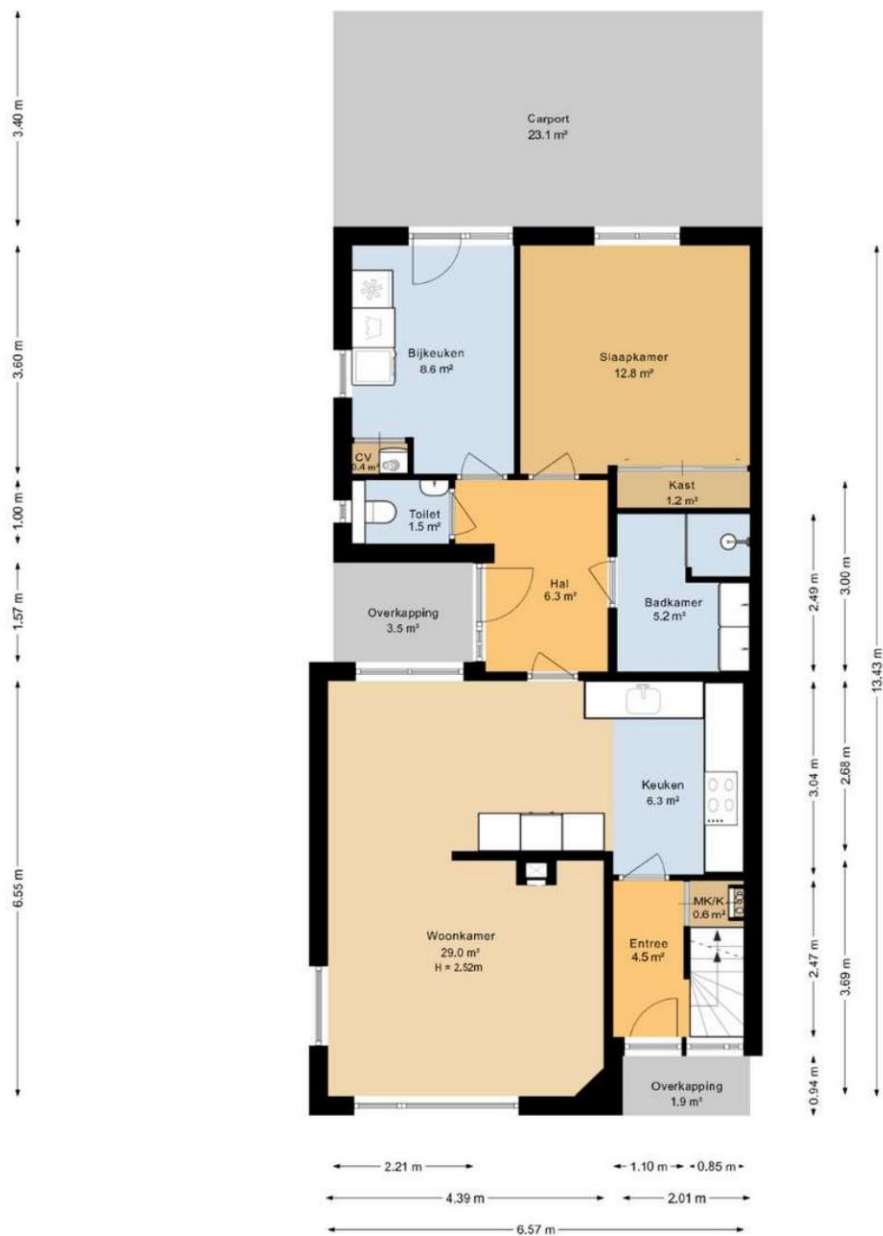 3.40 m
Carport
23.1 m²
3.60 m
Bijkeuken
8.6 m²
Slaapkamer
12.8 m²
CV
0.4 m²
Kast
1.2 m²
1.00 m
Toilet
1.5 m²
Hal
6.3 m²
Badkamer
5.2 m²
2.49 m
3.00 m
13.43 m
1.57 m
Overkapping
3.5 m²
6.55 m
Keuken
6.3 m²
3.04 m
2.68 m
MK/K
0.6 m²
Woonkamer
29.0 m²
H = 2.52m
Entree
4.5 m²
2.47 m
3.69 m
0.94 m
Overkapping
1.9 m²
2.21 m
1.10 m
0.85 m
4.39 m
2.01 m
6.57 m